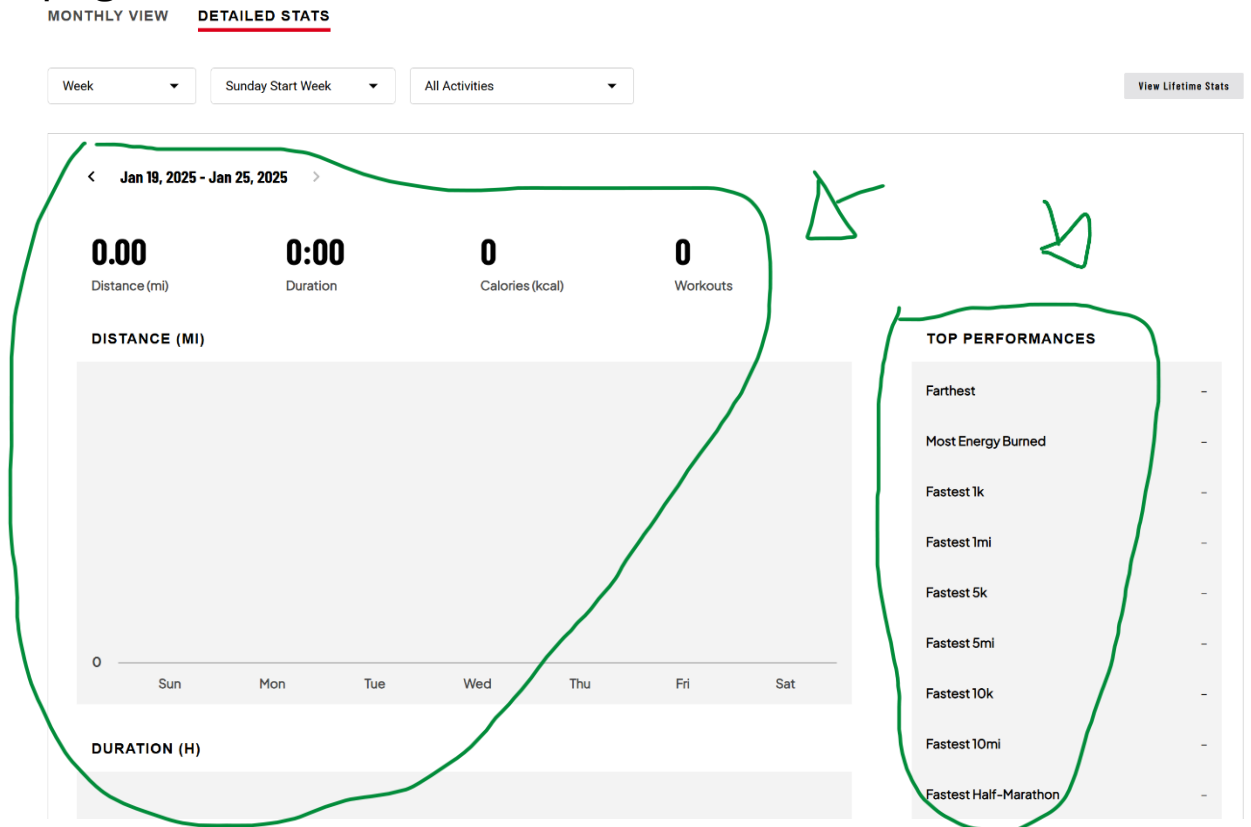 MONTHLY VIEW DETAILED STATS
Week Sunday Start Week All Activities View Lifetime Stats
Jan 19, 2025 - Jan 25, 2025
0.00 0:00 0 0
Distance (mi) Duration Calories (kcal) Workouts
DISTANCE (MI)
0
Sun Mon Tue Wed Thu Fri Sat
DURATION (H)
TOP PERFORMANCES
Farthest –
Most Energy Burned –
Fastest 1k –
Fastest 1mi –
Fastest 5k –
Fastest 5mi –
Fastest 10k –
Fastest 10mi –
Fastest Half-Marathon –